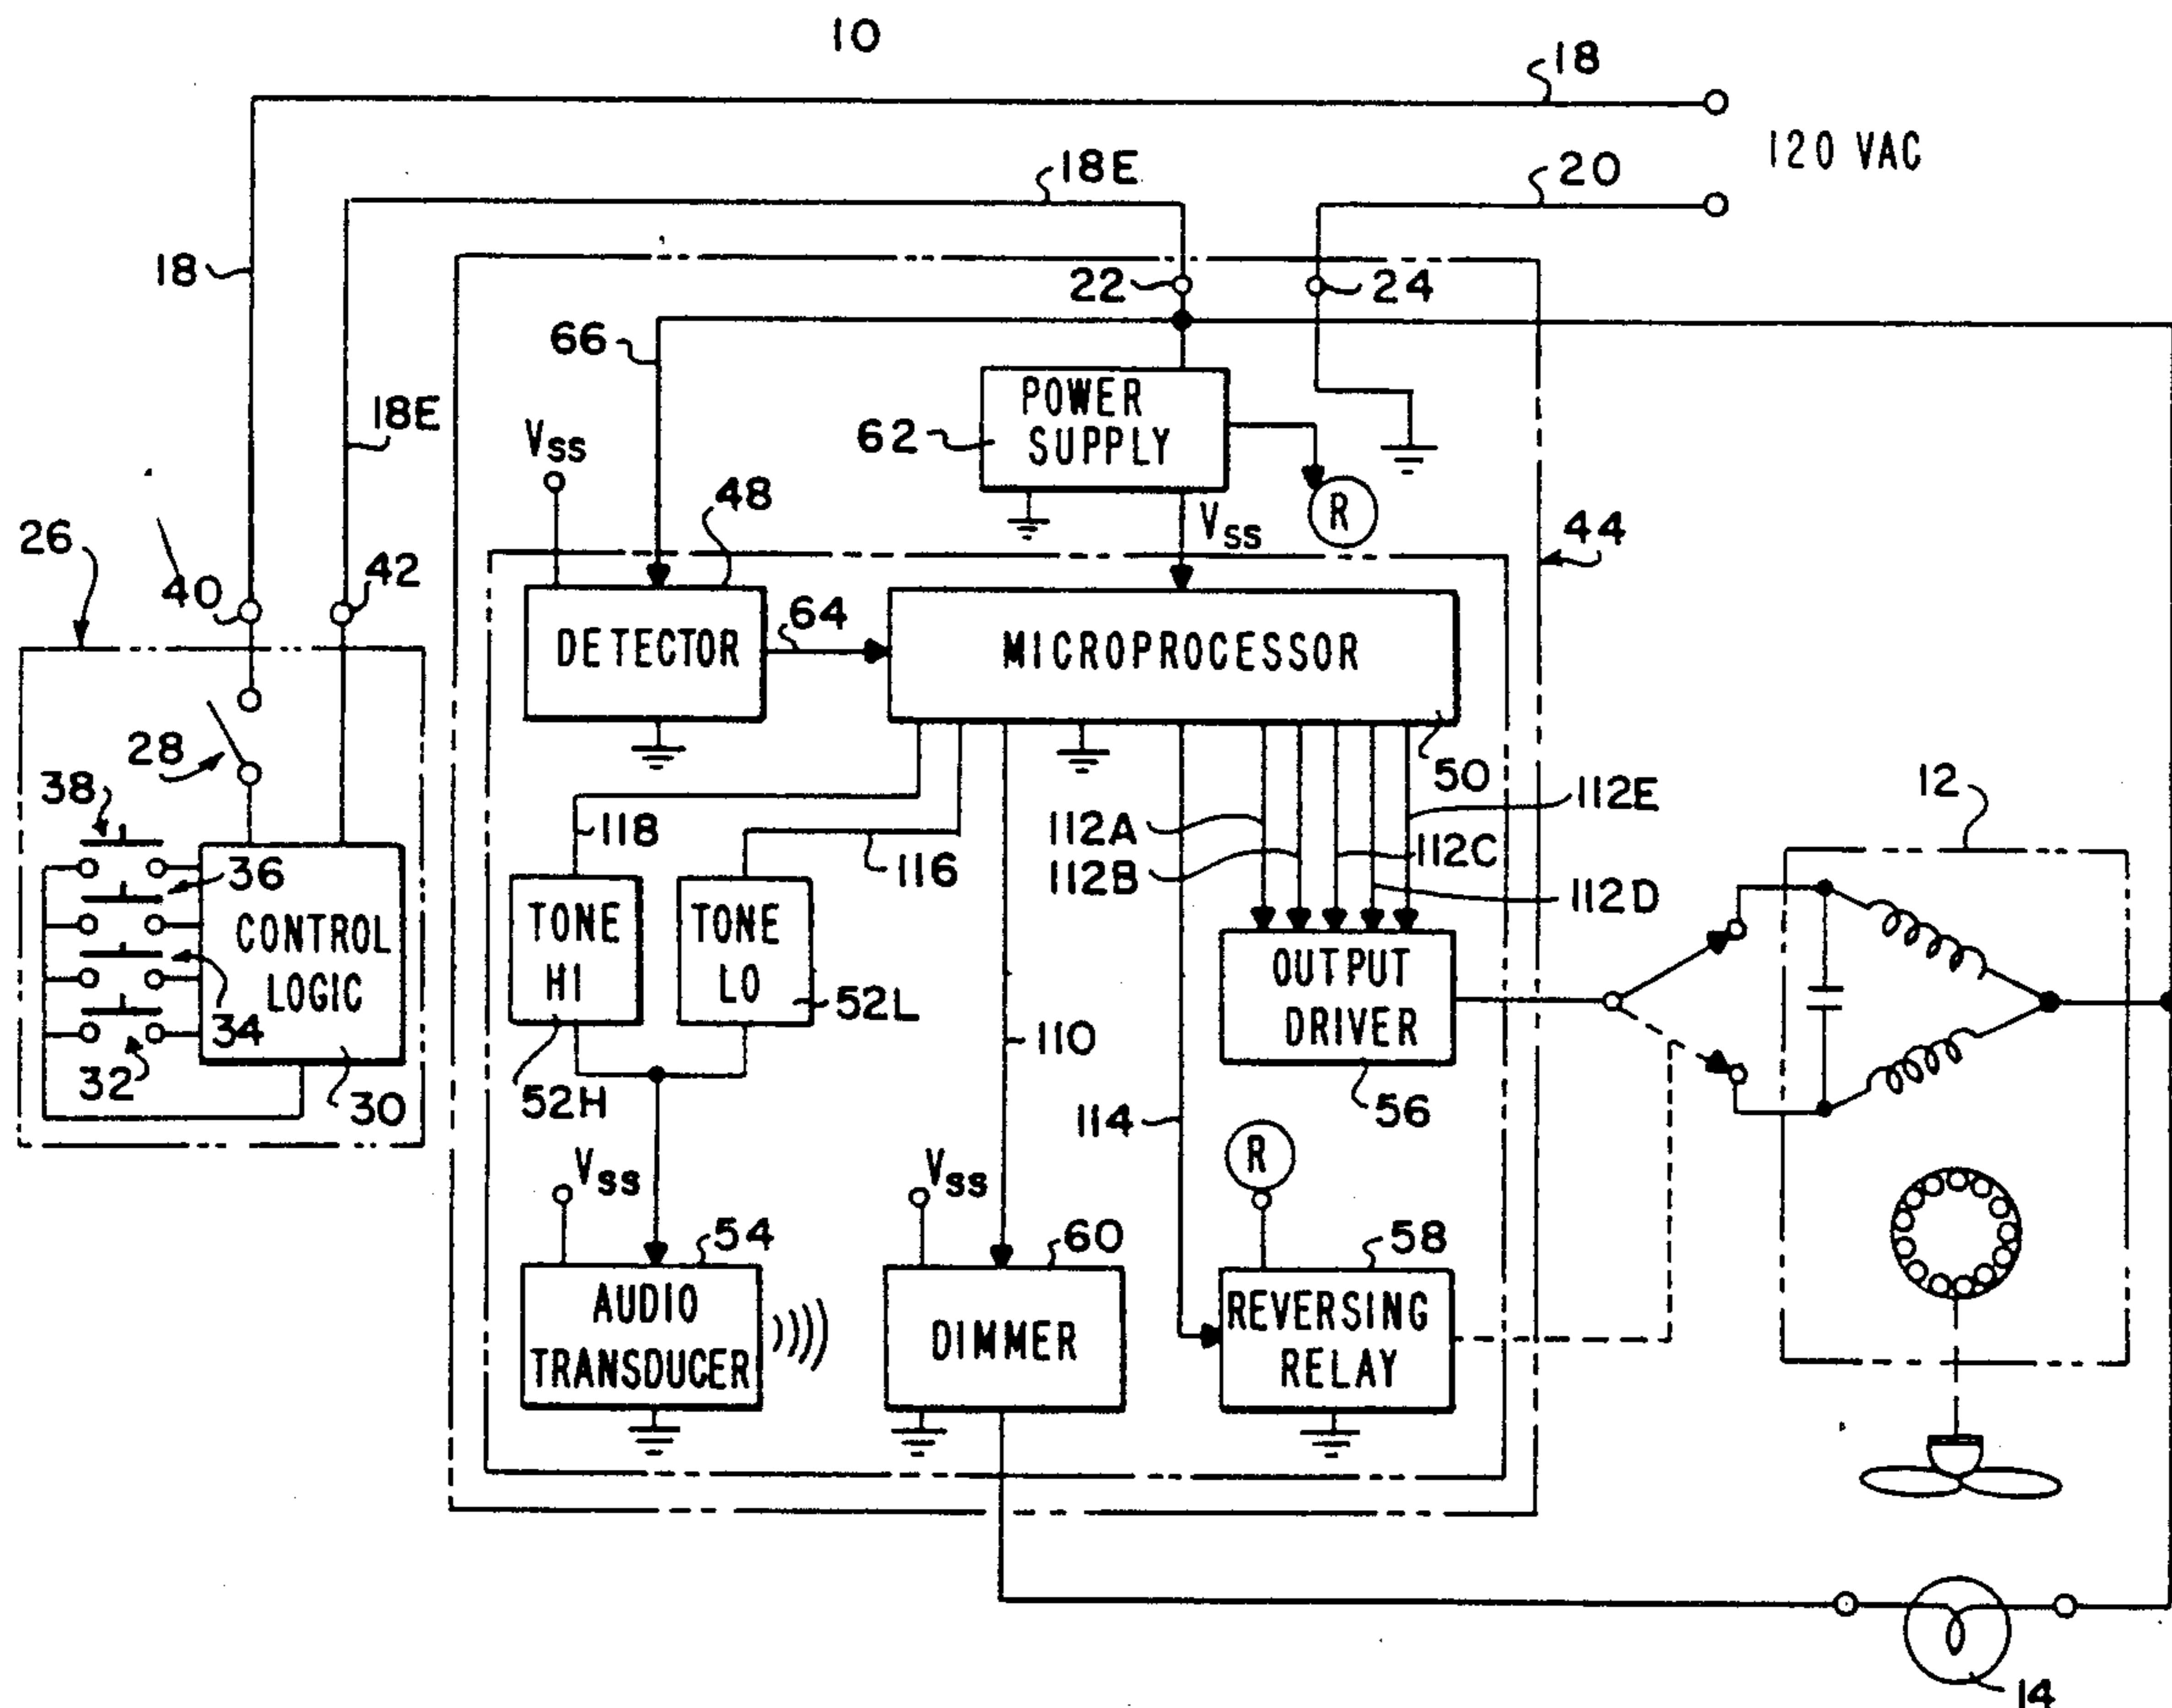 10
18
120 VAC
18E
20
18
22
24
66
18E
POWER
SUPPLY
62
VSS
48
R
VSS
44
26
40
42
64
DETECTOR
MICROPROCESSOR
28
50
38
118
116
112A
112B
112E
112C
112D
12
36
CONTROL
LOGIC
34
32
30
TONE
HI
TONE
LO
52L
52H
110
OUTPUT
DRIVER
56
114
R
VSS
VSS
54
60
58
AUDIO
TRANSDUCER
DIMMER
REVERSING
RELAY
14